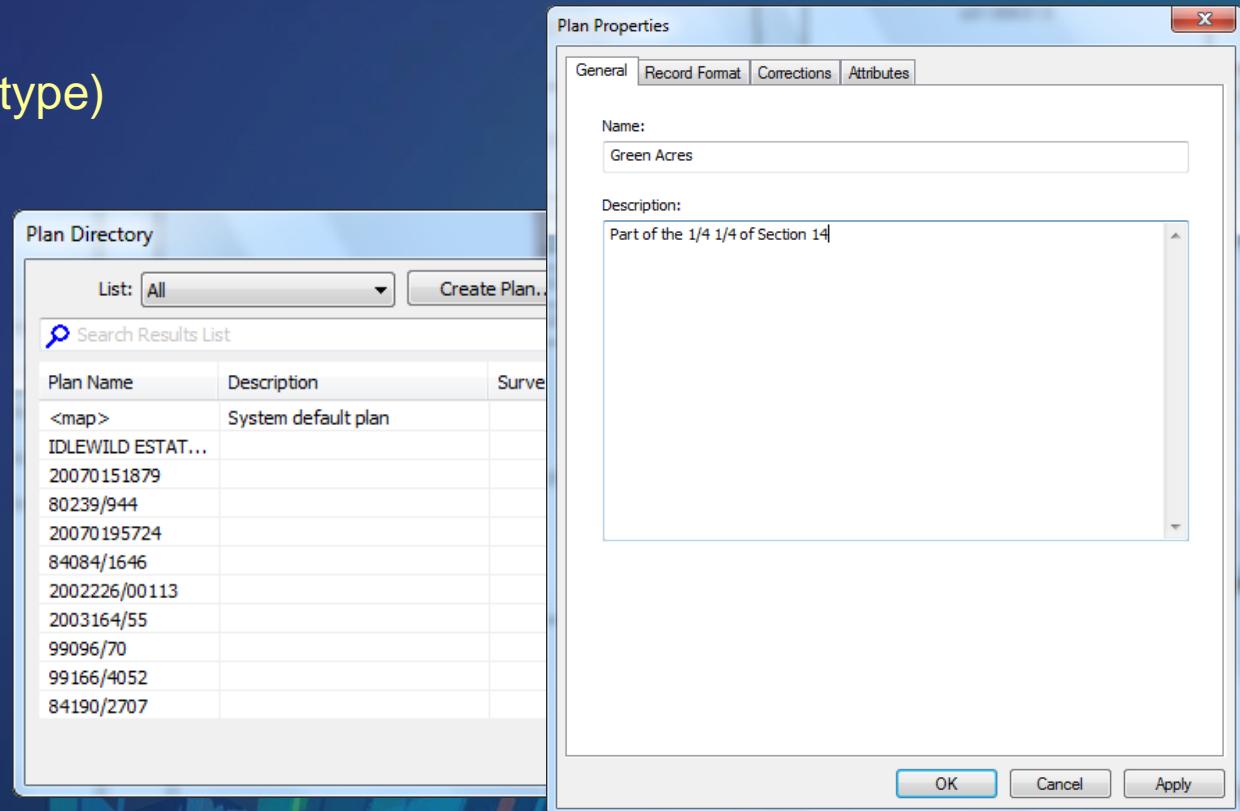 type)
Plan Directory
List: All Create Plan..
Search Results List
Plan Name Description Surve
<map> System default plan
IDLEWILD ESTAT...
20070151879
80239/944
20070195724
84084/1646
2002226/00113
2003164/55
99096/70
99166/4052
84190/2707
Plan Properties
General Record Format Corrections Attributes
Name:
Green Acres
Description:
Part of the 1/4 1/4 of Section 14
OK Cancel Apply